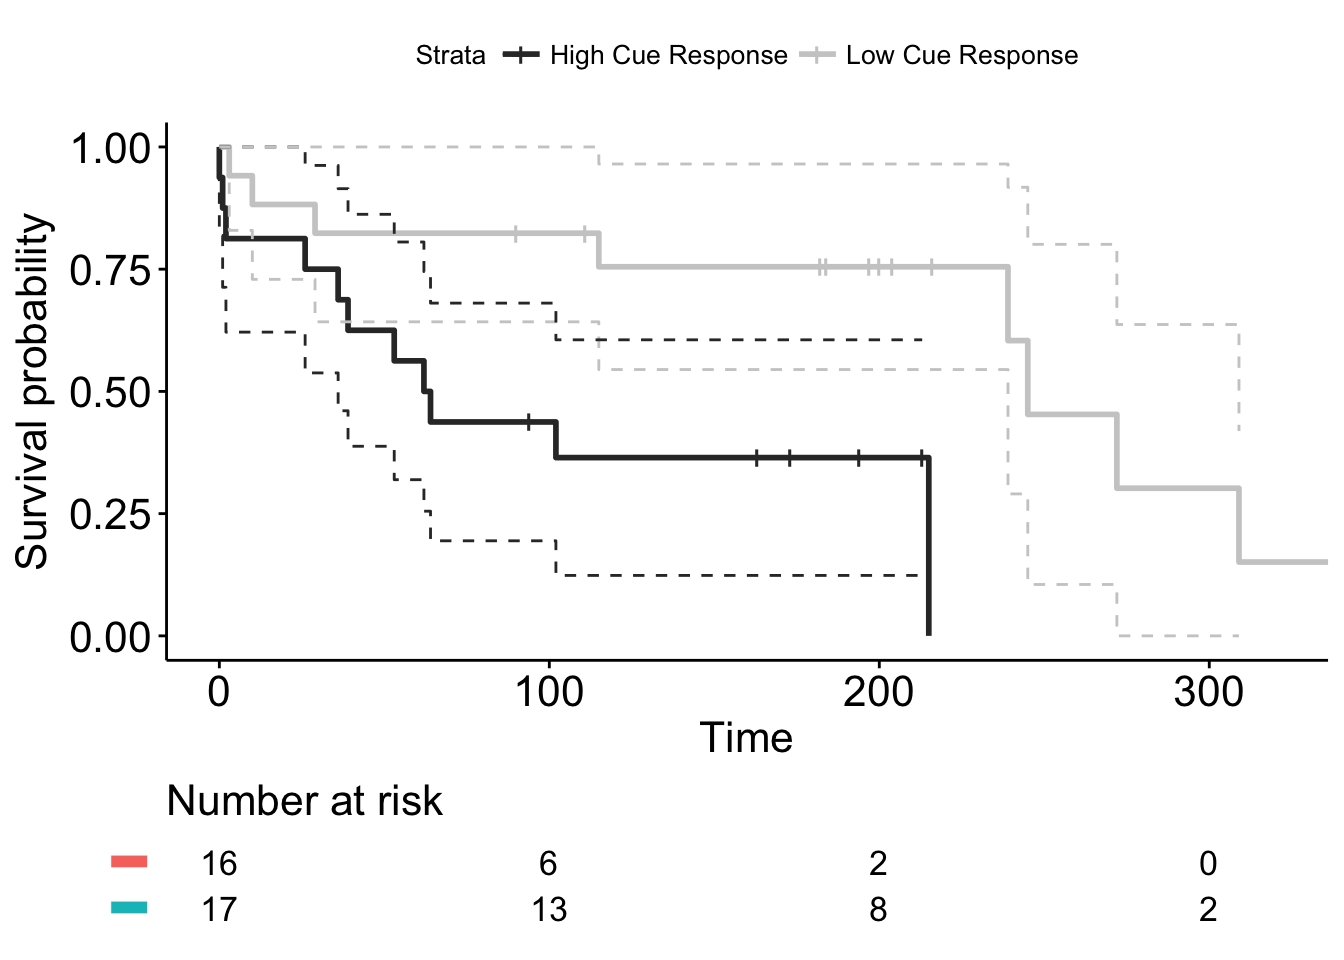 Strata High Cue Response Low Cue Response
1.00
0.75
0.50
0.25
0.00
Survival probability
0 100 200 300
Time
Number at risk
16 6 2 0
17 13 8 2